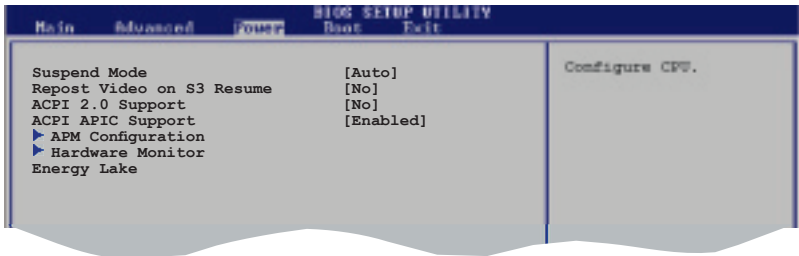 BIOS SETUP UTILITY
Main Advanced Power Boot Exit
Suspend Mode [Auto]
Repost Video on S3 Resume [No]
ACPI 2.0 Support [No]
ACPI APIC Support [Enabled]
APM Configuration
Hardware Monitor
Energy Lake
Configure CPU.